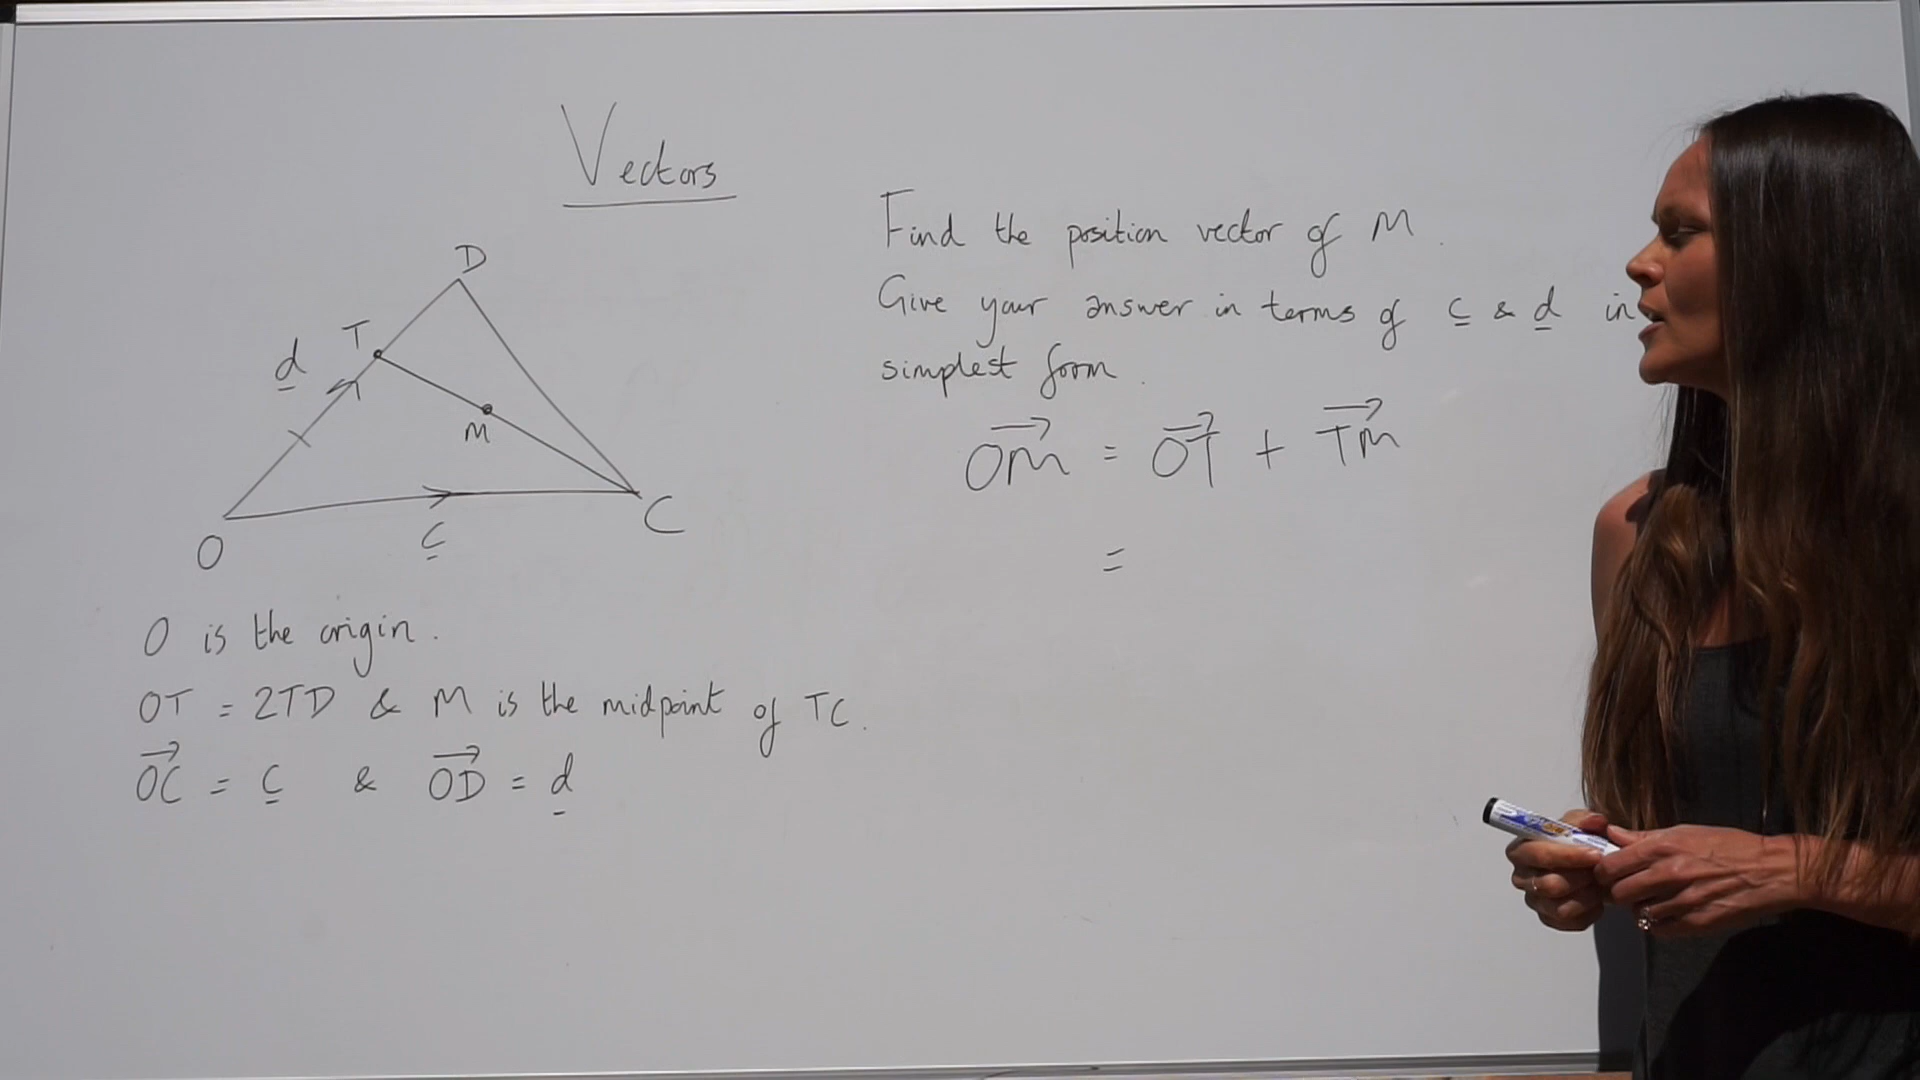 Vectors
D
T
d
M
C
c
O
O is the origin.
OT = 2TD & M is the midpoint of TC.
OC = c & OD = d
Find the position vector of M.
Give your answer in terms of c & d in
simplest form.
OM = OT + TM
=